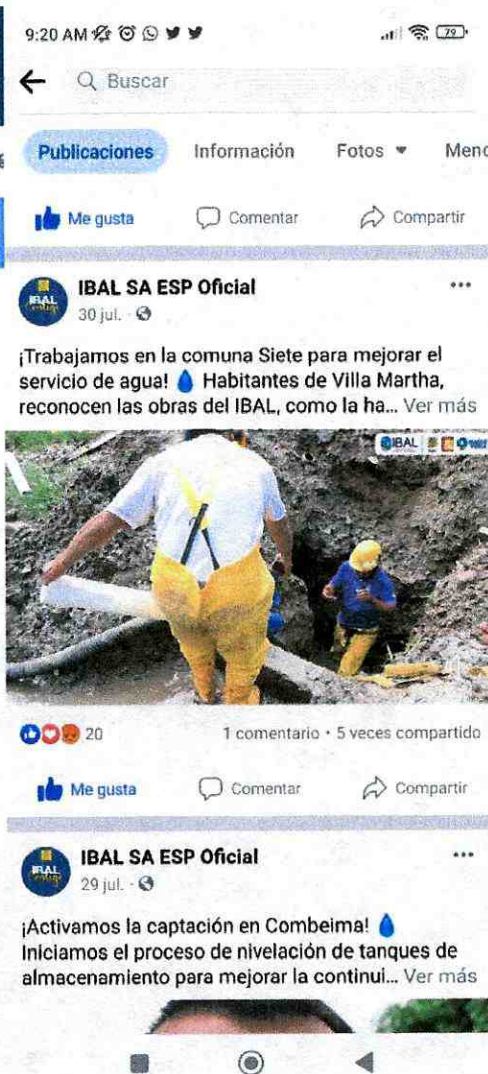 9:20 AM
79
Buscar
Publicaciones Información Fotos Menc
Me gusta Comentar Compartir
IBAL SA ESP Oficial
30 jul.
¡Trabajamos en la comuna Siete para mejorar el
servicio de agua! 💧 Habitantes de Villa Martha,
reconocen las obras del IBAL, como la ha... Ver más
IBAL
20 1 comentario • 5 veces compartido
Me gusta Comentar Compartir
IBAL SA ESP Oficial
29 jul.
¡Activamos la captación en Combeima! 💧
Iniciamos el proceso de nivelación de tanques de
almacenamiento para mejorar la continui... Ver más